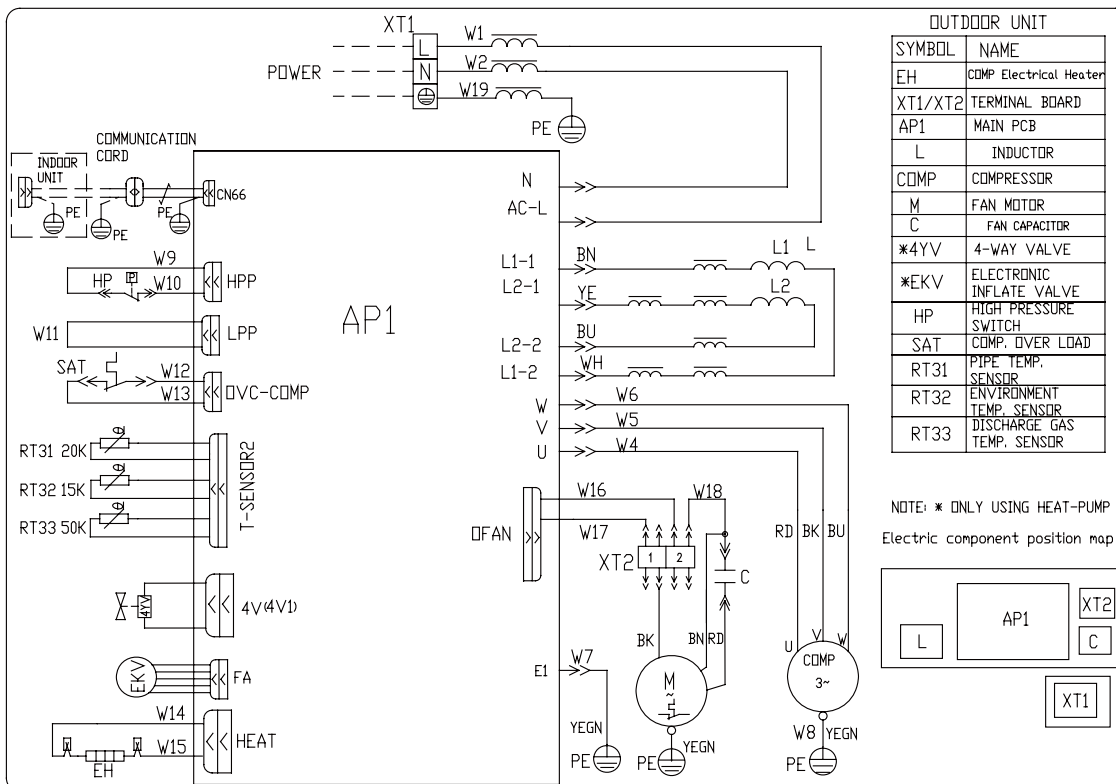 XT1
L
N
POWER
W1
W2
W19
PE
COMMUNICATION
CORD
INDOOR
UNIT
PE
PE
PE
CN66
W9
HP
P
W10
HPP
W11
LPP
SAT
W12
W13
OVC-COMP
RT31 20K
RT32 15K
RT33 50K
θ
θ
θ
T-SENSOR2
4YV
4V(4V1)
EKV
FA
W14
W15
EH
HEAT
AP1
N
AC-L
L1-1
BN
L1
L
L2-1
YE
L2
BU
L2-2
WH
L1-2
W6
W
W5
V
W4
U
W16
W17
W18
OFAN
XT2
1
2
C
RD
BK
BU
BK
BN
RD
U
V
W
M
~
COMP
3~
E1
W7
YEGN
PE
PE
YEGN
W8
YEGN
PE
OUTDOOR UNIT
SYMBOL NAME
EH COMP Electrical Heater
XT1/XT2 TERMINAL BOARD
AP1 MAIN PCB
L INDUCTOR
COMP COMPRESSOR
M FAN MOTOR
C FAN CAPACITOR
*4YV 4-WAY VALVE
*EKV ELECTRONIC
INFLATE VALVE
HP HIGH PRESSURE
SWITCH
SAT COMP. OVER LOAD
RT31 PIPE TEMP.
SENSOR
RT32 ENVIRONMENT
TEMP. SENSOR
RT33 DISCHARGE GAS
TEMP. SENSOR
NOTE: * ONLY USING HEAT-PUMP
Electric component position map
L
AP1
XT2
C
XT1